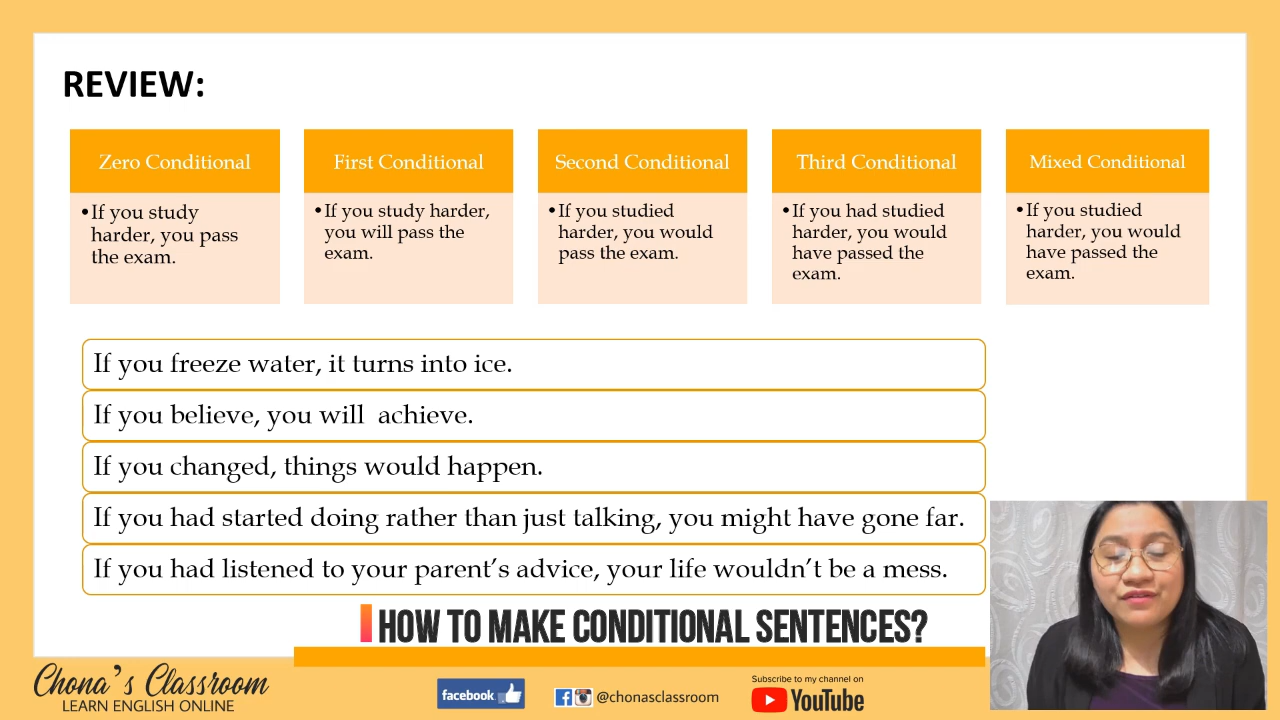 REVIEW:
Zero Conditional
•If you study
harder, you pass
the exam.
First Conditional
•If you study harder,
you will pass the
exam.
Second Conditional
•If you studied
harder, you would
pass the exam.
Third Conditional
•If you had studied
harder, you would
have passed the
exam.
Mixed Conditional
•If you studied
harder, you would
have passed the
exam.
If you freeze water, it turns into ice.
If you believe, you will  achieve.
If you changed, things would happen.
If you had started doing rather than just talking, you might have gone far.
If you had listened to your parent’s advice, your life wouldn’t be a mess.
HOW TO MAKE CONDITIONAL SENTENCES?
Chona’s Classroom
LEARN ENGLISH ONLINE
facebook
@chonasclassroom
Subscribe to my channel on
YouTube